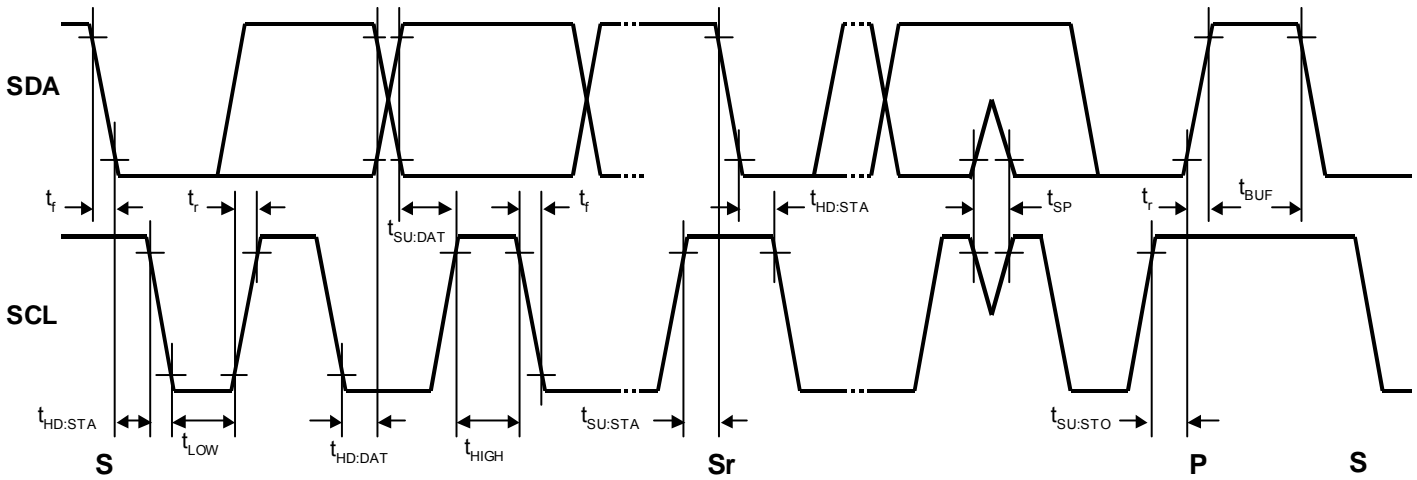 SDA
t_f t_r t_SU:DAT t_f t_HD:STA t_SP t_r t_BUF
SCL
t_HD:STA t_LOW t_HD:DAT t_HIGH t_SU:STA t_SU:STO
S Sr P S